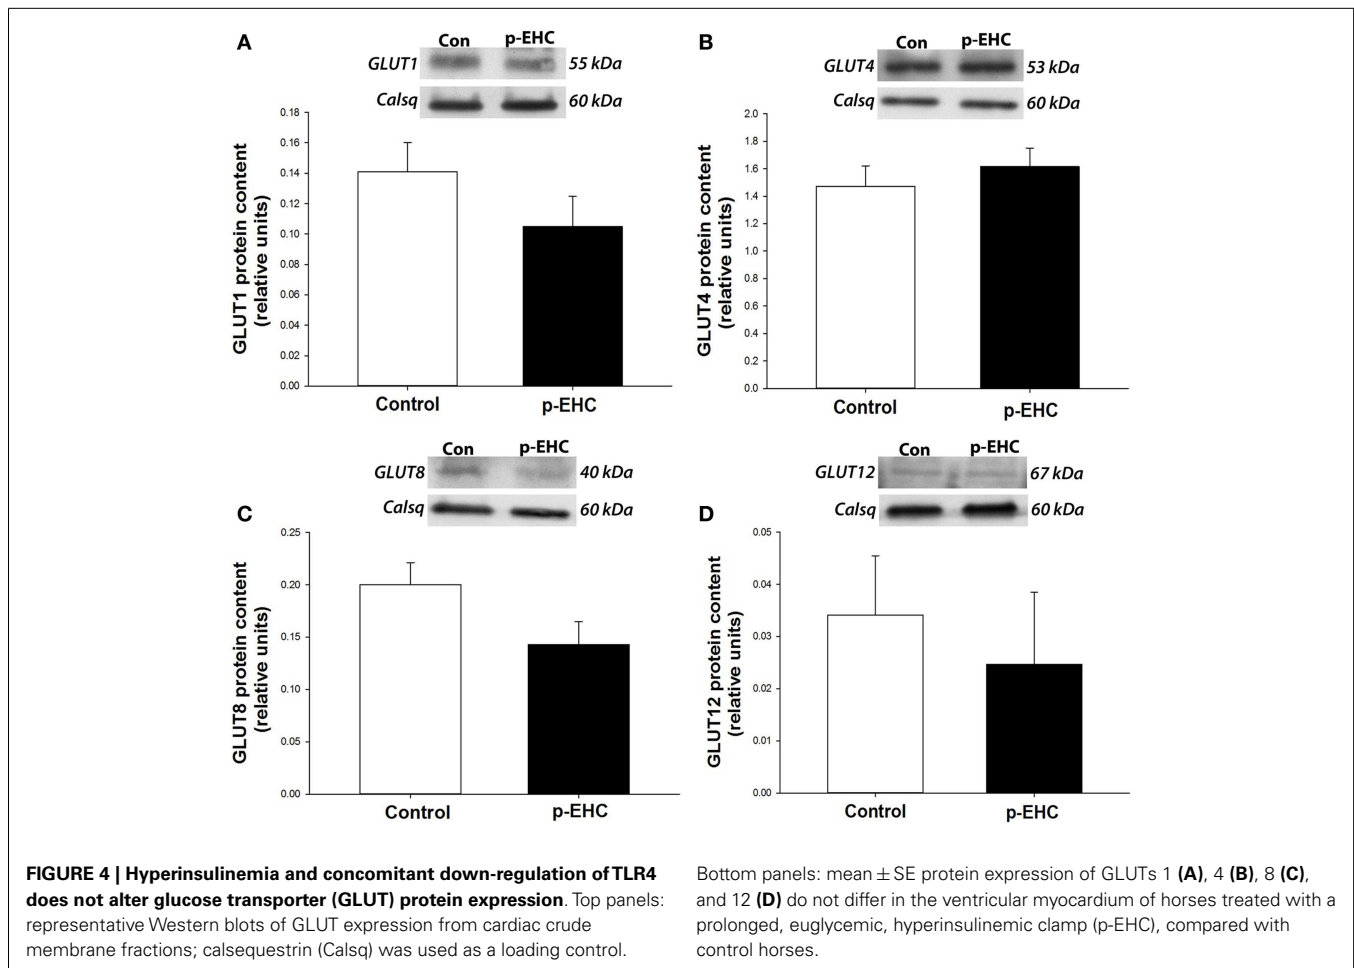 A
Con p-EHC
GLUT1 55 kDa
Calsq 60 kDa
GLUT1 protein content
(relative units)
0.18
0.16
0.14
0.12
0.10
0.08
0.06
0.04
0.02
0.00
Control p-EHC
B
Con p-EHC
GLUT4 53 kDa
Calsq 60 kDa
GLUT4 protein content
(relative units)
2.0
1.8
1.6
1.4
1.2
1.0
0.8
0.6
0.4
0.2
0.0
Control p-EHC
C
Con p-EHC
GLUT8 40 kDa
Calsq 60 kDa
GLUT8 protein content
(relative units)
0.25
0.20
0.15
0.10
0.05
0.00
Control p-EHC
D
Con p-EHC
GLUT12 67 kDa
Calsq 60 kDa
GLUT12 protein content
(relative units)
0.05
0.04
0.03
0.02
0.01
0.00
Control p-EHC
FIGURE 4 | Hyperinsulinemia and concomitant down-regulation of TLR4
does not alter glucose transporter (GLUT) protein expression. Top panels:
representative Western blots of GLUT expression from cardiac crude
membrane fractions; calsequestrin (Calsq) was used as a loading control.
Bottom panels: mean ± SE protein expression of GLUTs 1 (A), 4 (B), 8 (C),
and 12 (D) do not differ in the ventricular myocardium of horses treated with a
prolonged, euglycemic, hyperinsulinemic clamp (p-EHC), compared with
control horses.